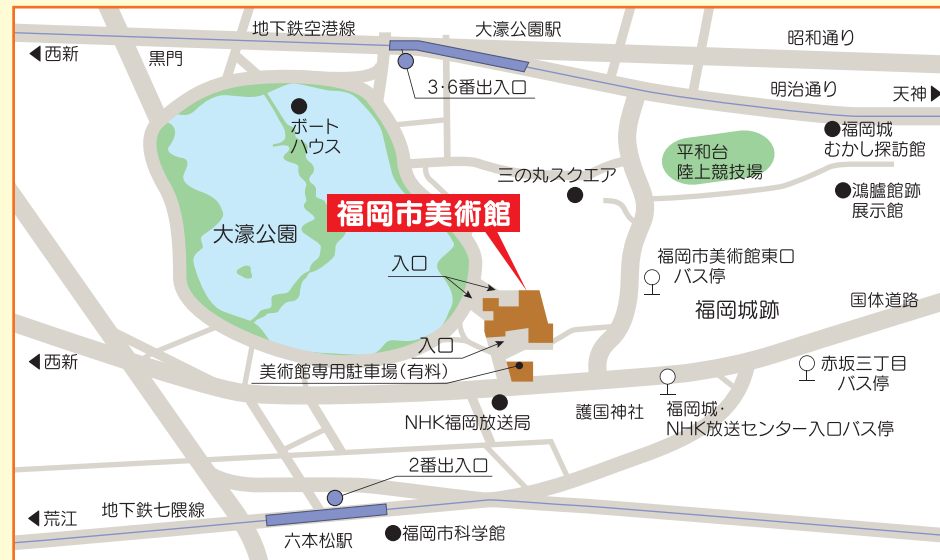 地下鉄空港線
大濠公園駅
昭和通り
西新
黒門
3・6番出入口
明治通り
天神
ボート
ハウス
福岡城
むかし探訪館
平和台
陸上競技場
三の丸スクエア
鴻臚館跡
展示館
福岡市美術館
大濠公園
入口
福岡市美術館東口
バス停
福岡城跡
国体道路
入口
西新
美術館専用駐車場(有料)
赤坂三丁目
バス停
NHK福岡放送局
護国神社
福岡城・
NHK放送センター入口バス停
2番出入口
荒江
地下鉄七隈線
六本松駅
福岡市科学館